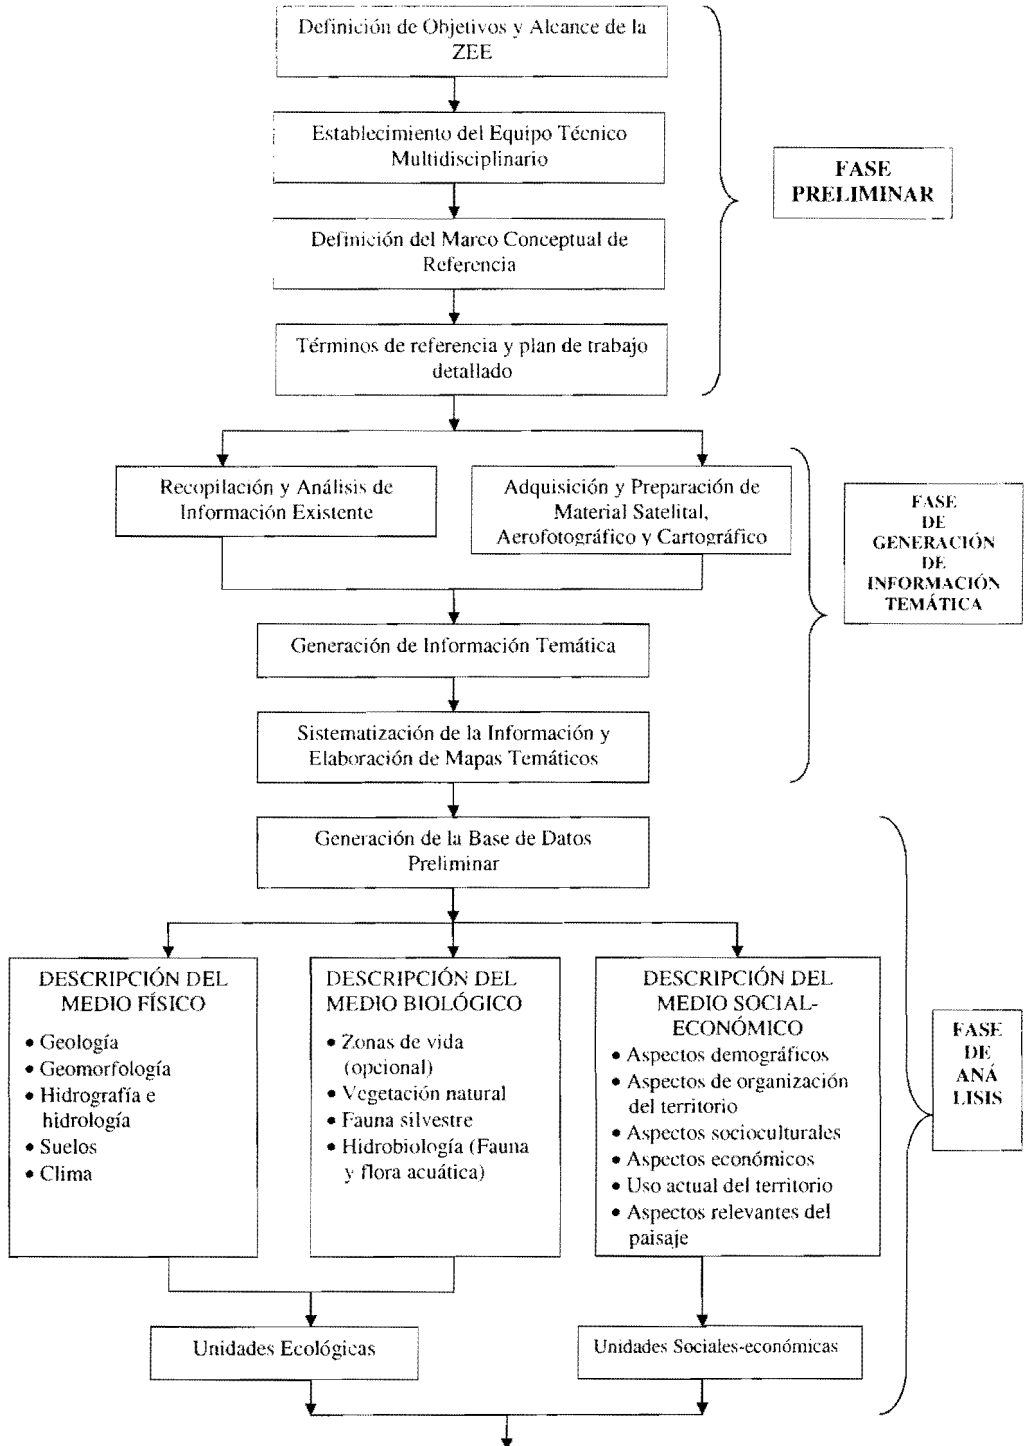 Definición de Objetivos y Alcance de la
ZEE
Establecimiento del Equipo Técnico
Multidisciplinario
FASE
PRELIMINAR
Definición del Marco Conceptual de
Referencia
Términos de referencia y plan de trabajo
detallado
Recopilación y Análisis de
Información Existente
Adquisición y Preparación de
Material Satelital,
Aerofotográfico y Cartográfico
FASE
DE
GENERACIÓN
DE
INFORMACIÓN
TEMÁTICA
Generación de Información Temática
Sistematización de la Información y
Elaboración de Mapas Temáticos
Generación de la Base de Datos
Preliminar
DESCRIPCIÓN DEL
MEDIO FÍSICO
• Geología
• Geomorfología
• Hidrografía e
hidrología
• Suelos
• Clima
DESCRIPCIÓN DEL
MEDIO BIOLÓGICO
• Zonas de vida
(opcional)
• Vegetación natural
• Fauna silvestre
• Hidrobiología (Fauna
y flora acuática)
DESCRIPCIÓN DEL
MEDIO SOCIAL-
ECONÓMICO
• Aspectos demográficos
• Aspectos de organización
del territorio
• Aspectos socioculturales
• Aspectos económicos
• Uso actual del territorio
• Aspectos relevantes del
paisaje
FASE
DE
ANÁ
LISIS
Unidades Ecológicas
Unidades Sociales-económicas